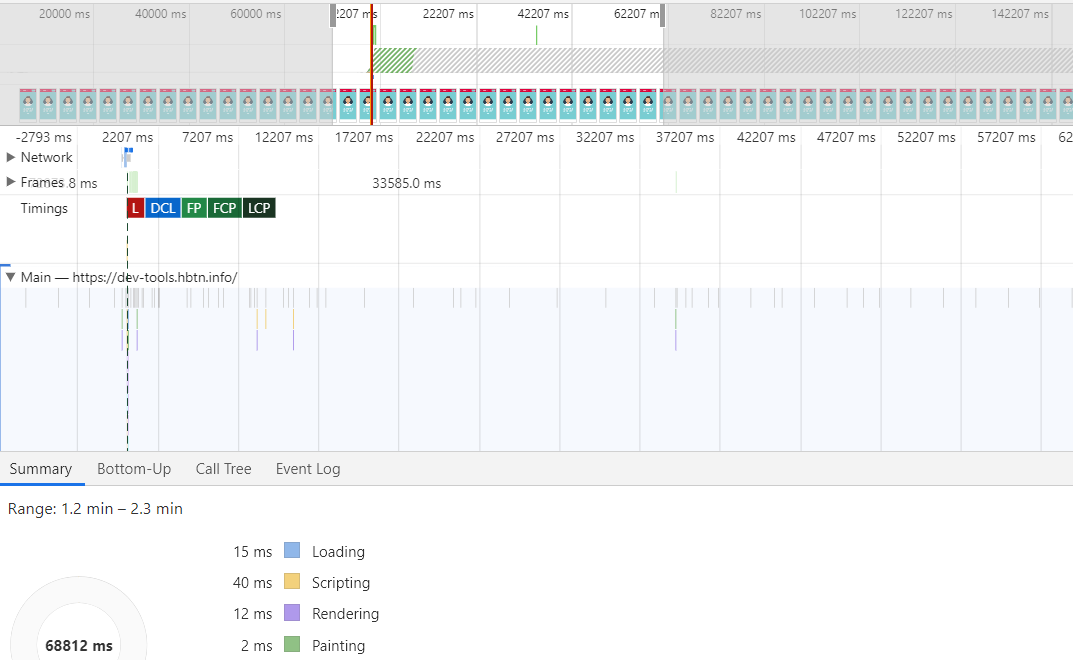 20000 ms 40000 ms 60000 ms 2207 ms 22207 ms 42207 ms 62207 m 82207 ms 102207 ms 122207 ms 142207 ms
-2793 ms 2207 ms 7207 ms 12207 ms 17207 ms 22207 ms 27207 ms 32207 ms 37207 ms 42207 ms 47207 ms 52207 ms 57207 ms 62
Network
Frames .8 ms 33585.0 ms
Timings L DCL FP FCP LCP
Main — https://dev-tools.hbtn.info/
Summary Bottom-Up Call Tree Event Log
Range: 1.2 min – 2.3 min
15 ms Loading
40 ms Scripting
12 ms Rendering
68812 ms 2 ms Painting